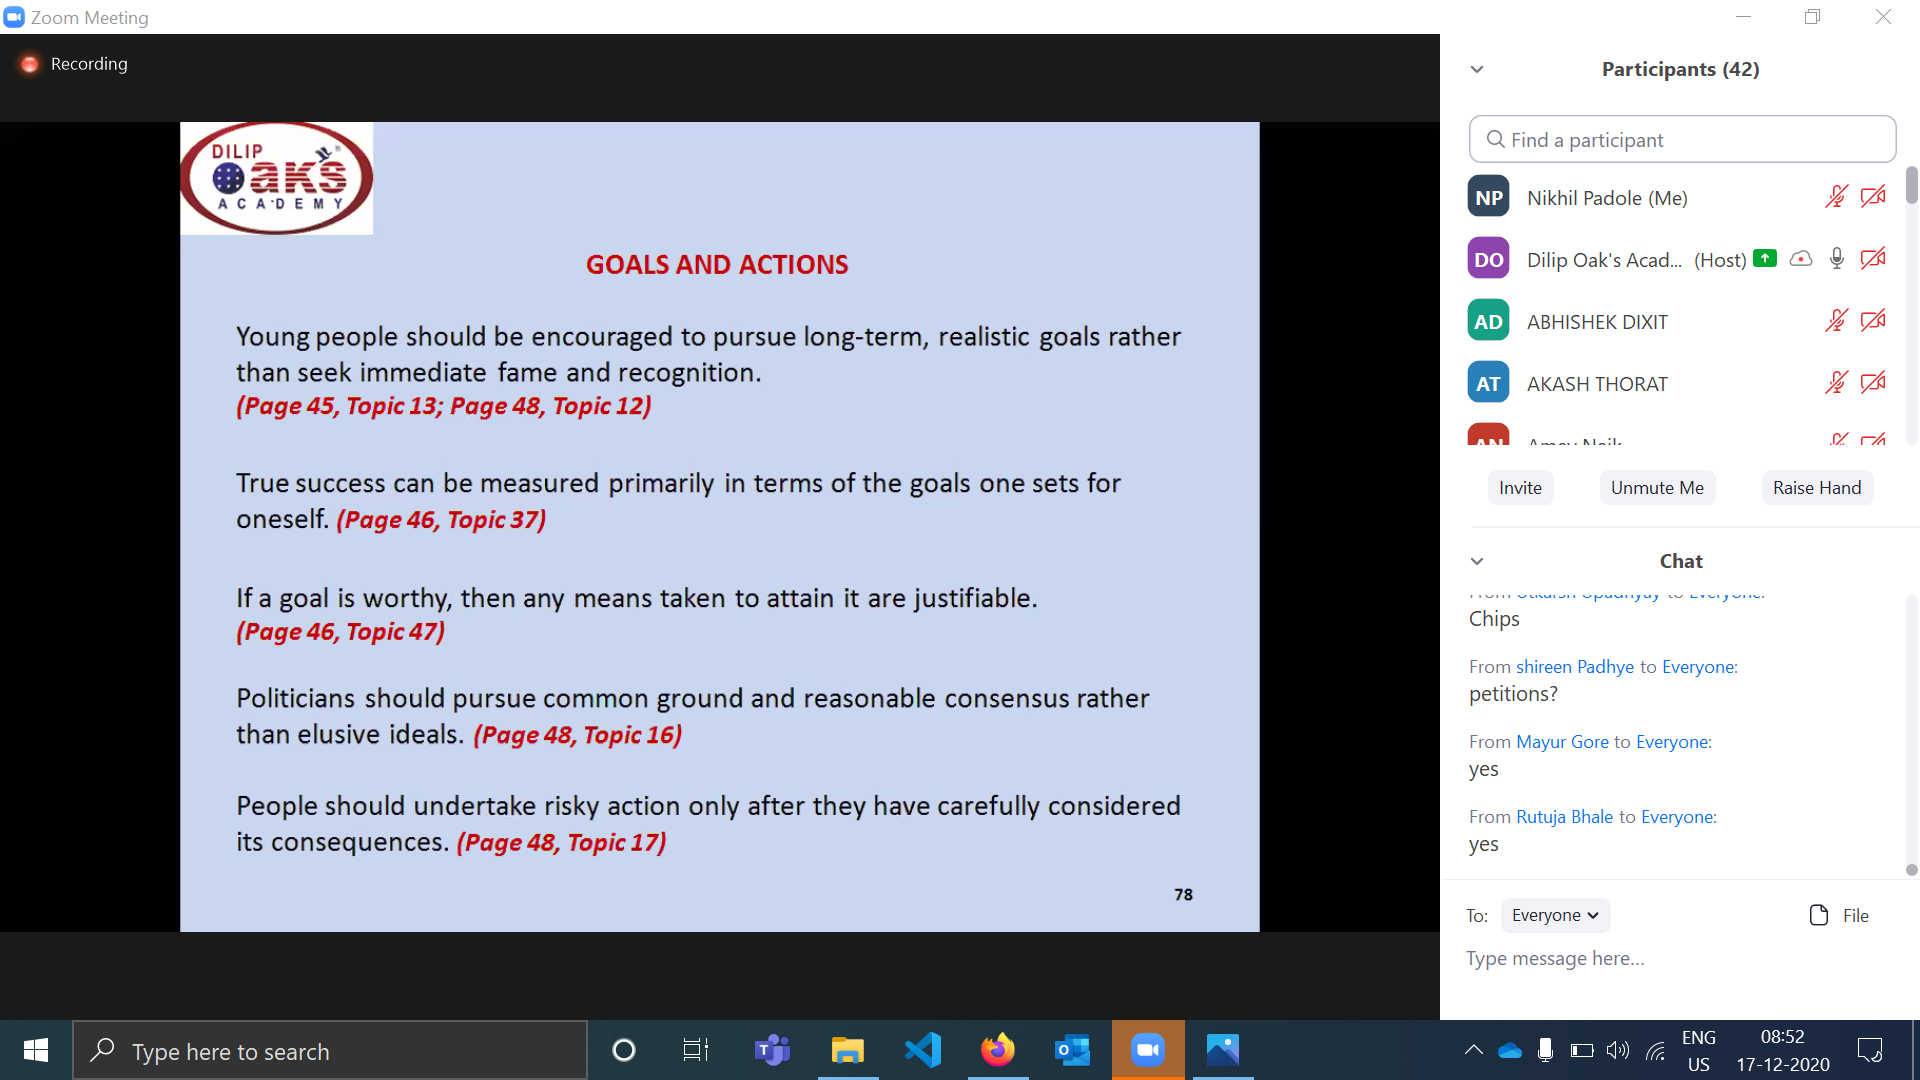 Zoom Meeting
Recording
DILIP
Oaks
ACADEMY
GOALS AND ACTIONS
Young people should be encouraged to pursue long-term, realistic goals rather
than seek immediate fame and recognition.
(Page 45, Topic 13; Page 48, Topic 12)
True success can be measured primarily in terms of the goals one sets for
oneself. (Page 46, Topic 37)
If a goal is worthy, then any means taken to attain it are justifiable.
(Page 46, Topic 47)
Politicians should pursue common ground and reasonable consensus rather
than elusive ideals. (Page 48, Topic 16)
People should undertake risky action only after they have carefully considered
its consequences. (Page 48, Topic 17)
78
Participants (42)
Find a participant
NP Nikhil Padole (Me)
DO Dilip Oak's Acad... (Host)
AD ABHISHEK DIXIT
AT AKASH THORAT
AN Amey Naik
Invite Unmute Me Raise Hand
Chat
From Utkarsh Upadhyay to Everyone:
Chips
From shireen Padhye to Everyone:
petitions?
From Mayur Gore to Everyone:
yes
From Rutuja Bhale to Everyone:
yes
To: Everyone File
Type message here...
Type here to search
ENG
US
08:52
17-12-2020